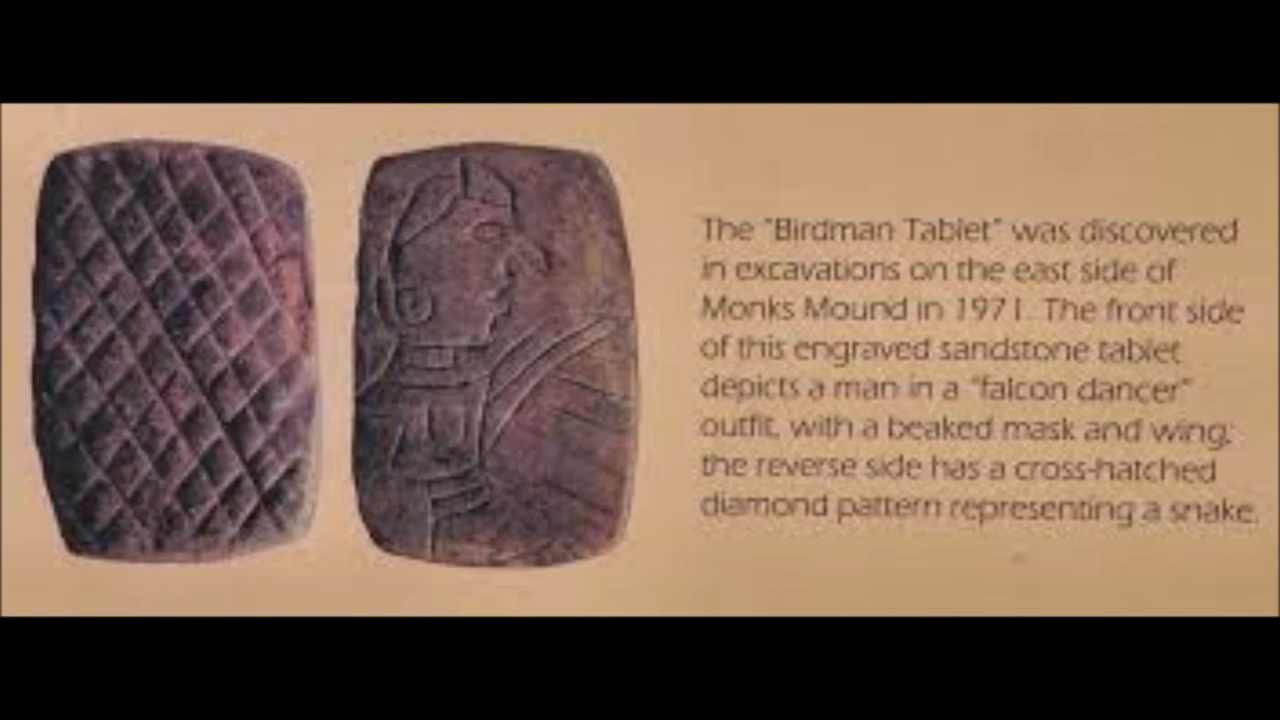 The "Birdman Tablet" was discovered
in excavations on the east side of
Monks Mound in 1971. The front side
of this engraved sandstone tablet
depicts a man in a "falcon dancer"
outfit, with a beaked mask and wing;
the reverse side has a cross-hatched
diamond pattern representing a snake.